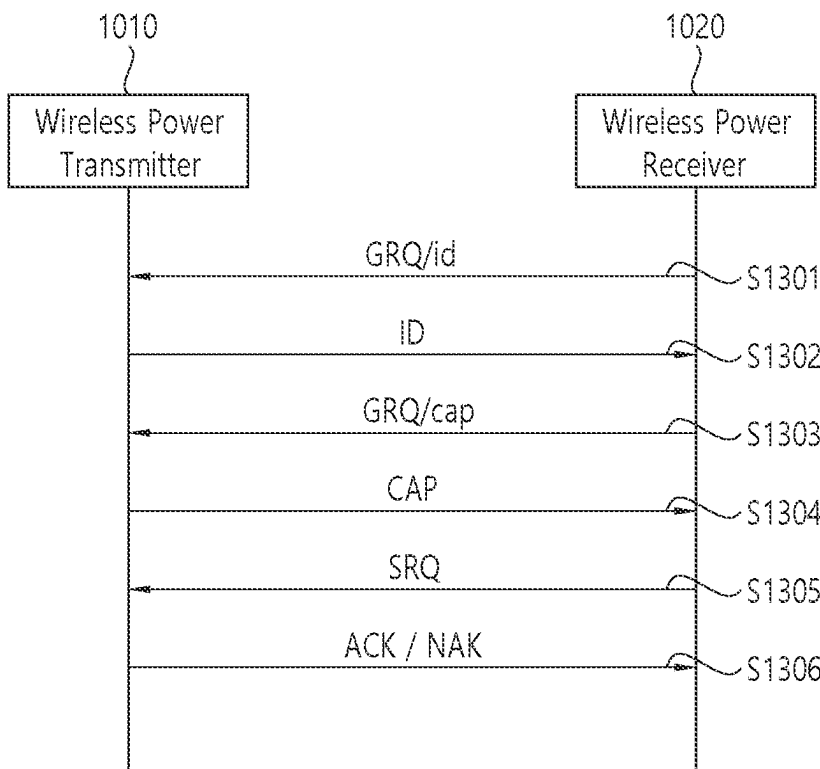 1010
1020
Wireless Power
Transmitter
Wireless Power
Receiver
GRQ/id
S1301
ID
S1302
GRQ/cap
S1303
CAP
S1304
SRQ
S1305
ACK / NAK
S1306